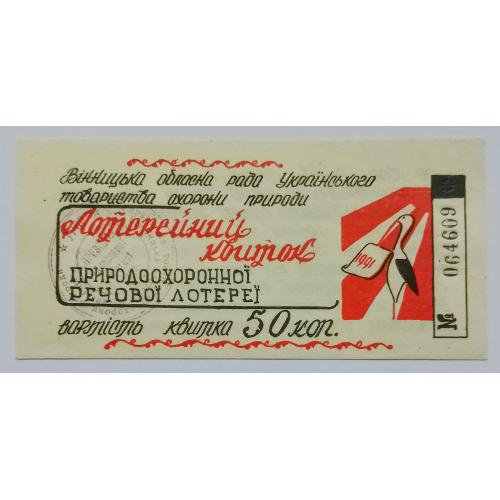 Вінницька обласна рада Українського
товариства охорони природи
Лотерейний
квиток
ПРИРОДООХОРОННОЇ
РЕЧОВОЇ ЛОТЕРЕЇ
вартість квитка 50 коп.
1991
№ 064609